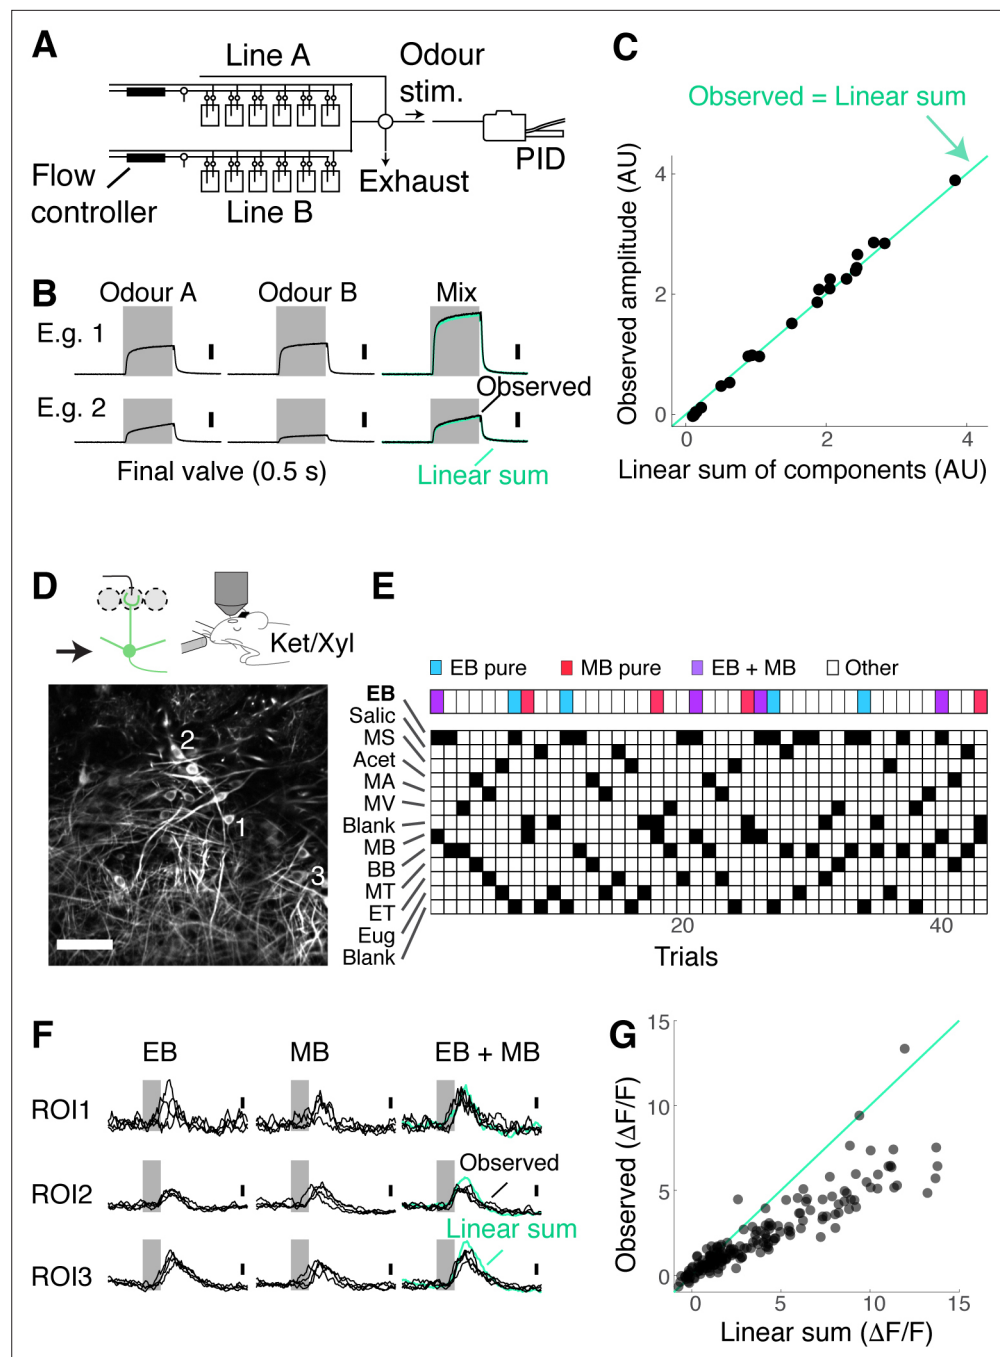 A
Line A
Odour
stim.
PID
Flow
controller
Exhaust
Line B
B
Odour A
Odour B
Mix
E.g. 1
E.g. 2
Observed
Final valve (0.5 s)
Linear sum
C
Observed = Linear sum
Observed amplitude (AU)
4
2
0
0
2
4
Linear sum of components (AU)
D
Ket/Xyl
2
1
3
E
EB pure
MB pure
EB + MB
Other
EB
Salic
MS
Acet
MA
MV
Blank
MB
BB
MT
ET
Eug
Blank
20
40
Trials
F
EB
MB
EB + MB
ROI1
ROI2
Observed
Linear sum
ROI3
G
Observed (ΔF/F)
15
10
5
0
0
5
10
15
Linear sum (ΔF/F)